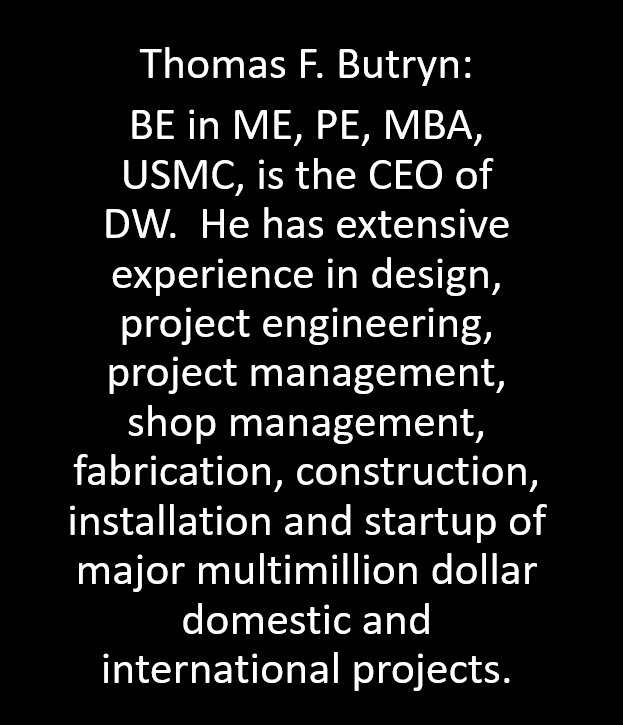 Thomas F. Butryn:
BE in ME, PE, MBA,
USMC, is the CEO of
DW.  He has extensive
experience in design,
project engineering,
project management,
shop management,
fabrication, construction,
installation and startup of
major multimillion dollar
domestic and
international projects.